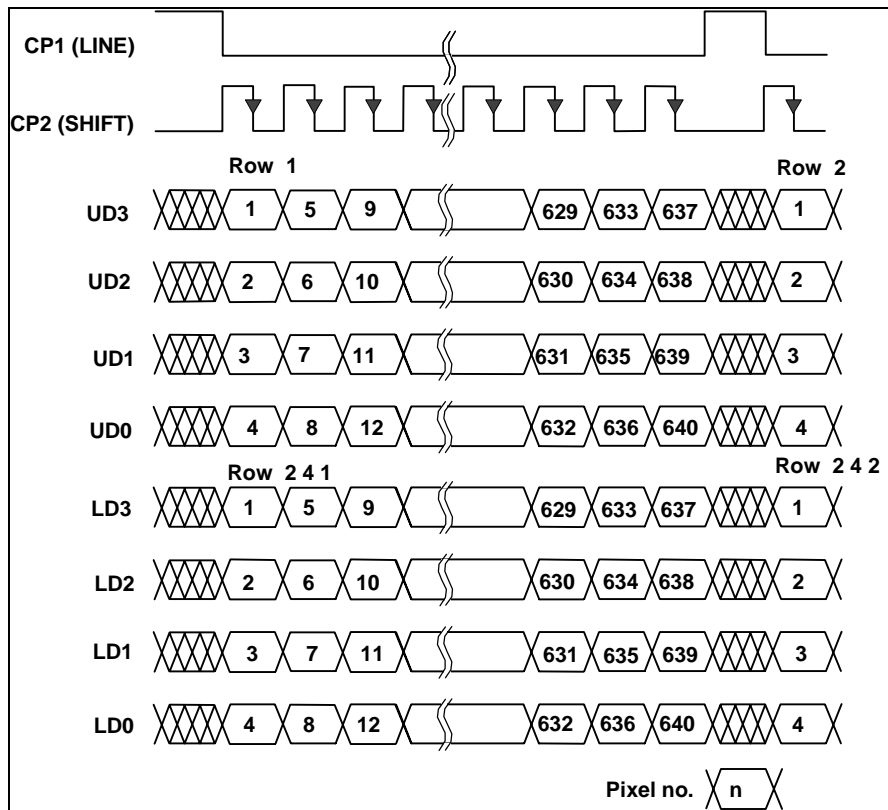 CP1 (LINE)
CP2 (SHIFT)
Row 1 Row 2
UD3 1 5 9 629 633 637 1
UD2 2 6 10 630 634 638 2
UD1 3 7 11 631 635 639 3
UD0 4 8 12 632 636 640 4
Row 2 4 1 Row 2 4 2
LD3 1 5 9 629 633 637 1
LD2 2 6 10 630 634 638 2
LD1 3 7 11 631 635 639 3
LD0 4 8 12 632 636 640 4
Pixel no. n